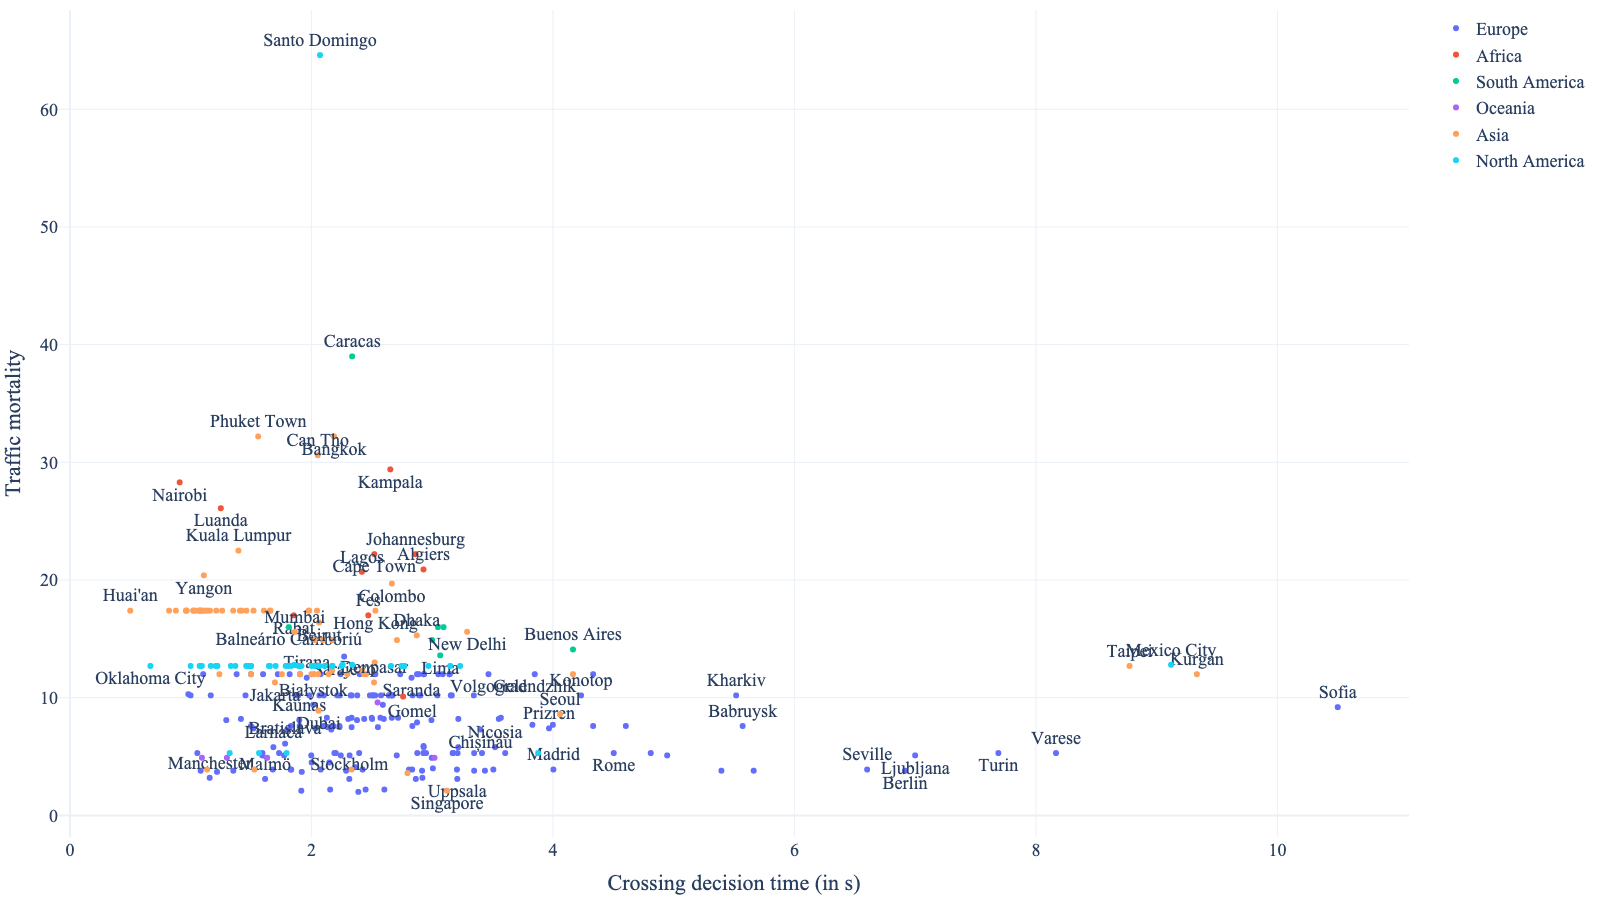 Santo Domingo
Europe
Africa
South America
Oceania
Asia
North America
60
50
40
30
20
10
0
Traffic mortality
Caracas
Phuket Town
Can Tho
Bangkok
Kampala
Nairobi
Luanda
Kuala Lumpur
Johannesburg
Lagos
Algiers
Cape Town
Yangon
Huai'an
Colombo
Fes
Mumbai
Rabat
Hong Kong
Dhaka
Beirut
Balneário Camboriú
New Delhi
Buenos Aires
Taipei
Mexico City
Kurgan
Tirana
Denpasar
Lima
Oklahoma City
Jakarta
Białystok
Saranda
Volgograd
Gelendzhik
Konotop
Kharkiv
Sofia
Kaunas
Gomel
Seoul
Prizren
Babruysk
Dubai
Bratislava
Larnaca
Nicosia
Chișinău
Varese
Manchester
Malmö
Stockholm
Madrid
Rome
Seville
Ljubljana
Turin
Berlin
Uppsala
Singapore
0
2
4
6
8
10
Crossing decision time (in s)